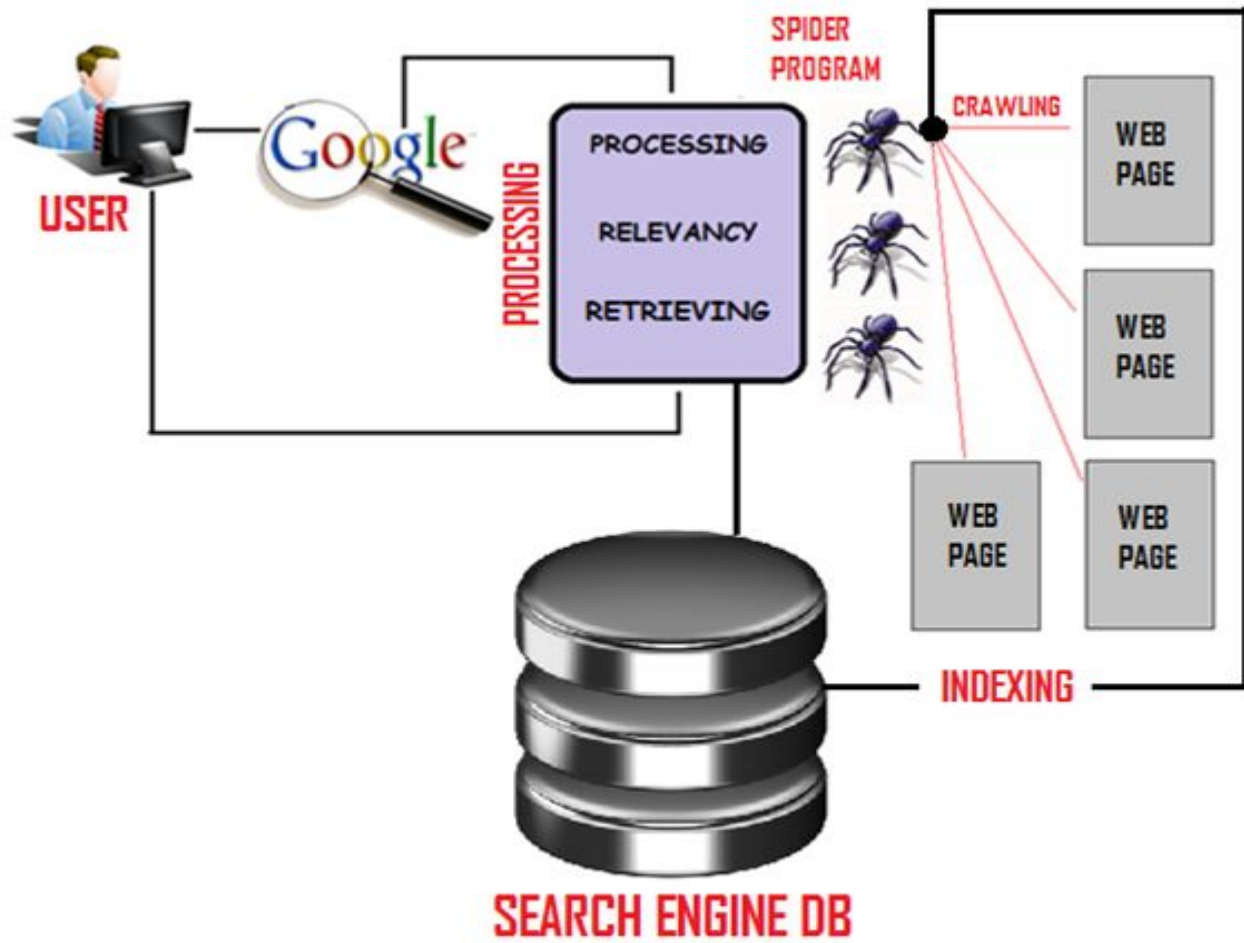 SPIDER
PROGRAM
CRAWLING
WEB
PAGE
Google
PROCESSING
PROCESSING
RELEVANCY
RETRIEVING
USER
WEB
PAGE
WEB
PAGE
WEB
PAGE
INDEXING
SEARCH ENGINE DB